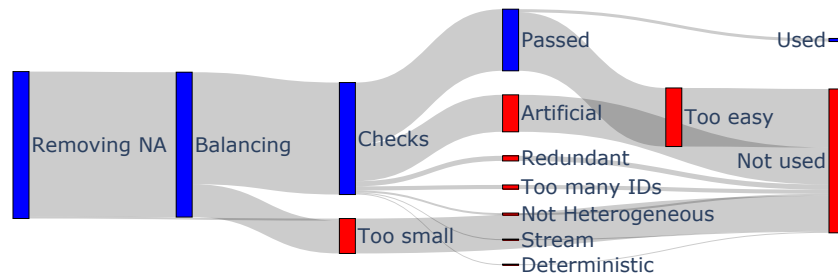 Removing NA
Balancing
Checks
Too small
Passed
Artificial
Redundant
Too many IDs
Not Heterogeneous
Stream
Deterministic
Too easy
Used
Not used